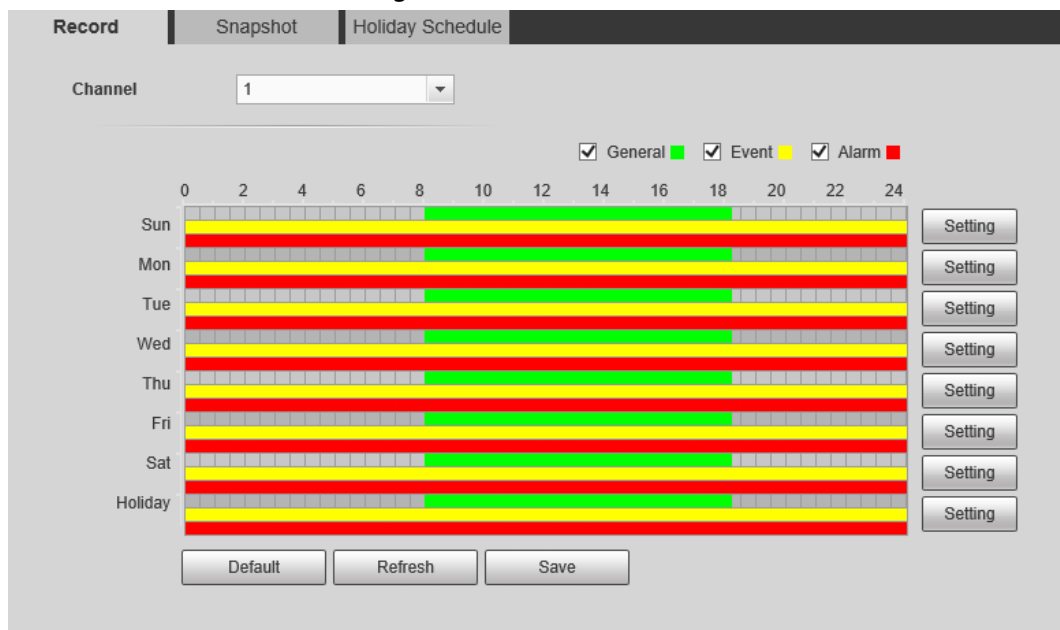 Record Snapshot Holiday Schedule
Channel 1
General Event Alarm
0 2 4 6 8 10 12 14 16 18 20 22 24
Sun Setting
Mon Setting
Tue Setting
Wed Setting
Thu Setting
Fri Setting
Sat Setting
Holiday Setting
Default Refresh Save